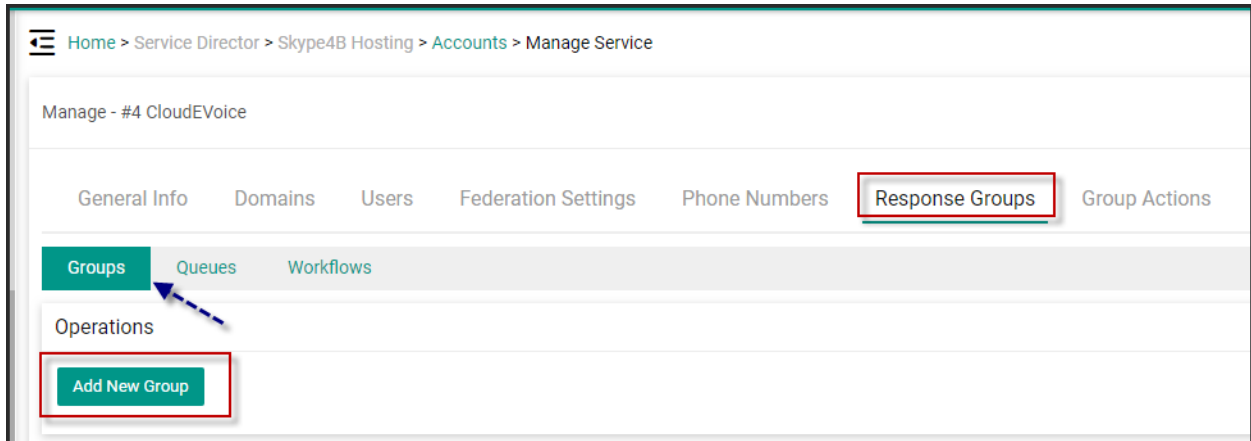 Home > Service Director > Skype4B Hosting > Accounts > Manage Service
Manage - #4 CloudEVoice
General Info Domains Users Federation Settings Phone Numbers Response Groups Group Actions
Groups Queues Workflows
Operations
Add New Group